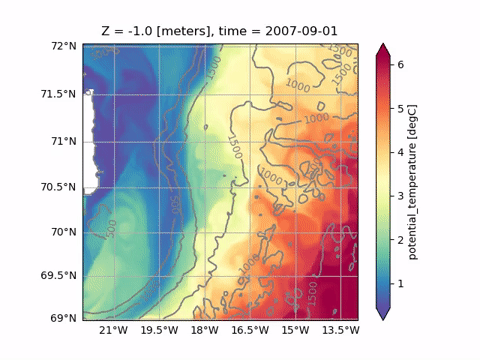 Z = -1.0 [meters], time = 2007-09-01
72°N
71.5°N
71°N
70.5°N
70°N
69.5°N
69°N
21°W 19.5°W 18°W 16.5°W 15°W 13.5°W
1500
1000
1500
1000
1500
1000
500
1000
1500
6
5
4
3
2
1
potential_temperature [degC]